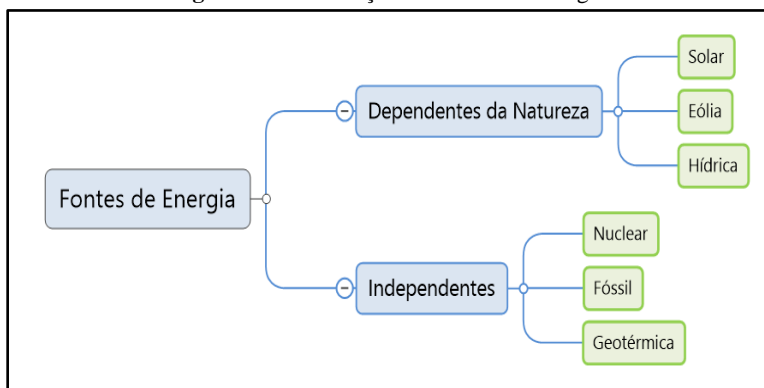 Fontes de Energia
Dependentes da Natureza
Solar
Eólia
Hídrica
Independentes
Nuclear
Fóssil
Geotérmica